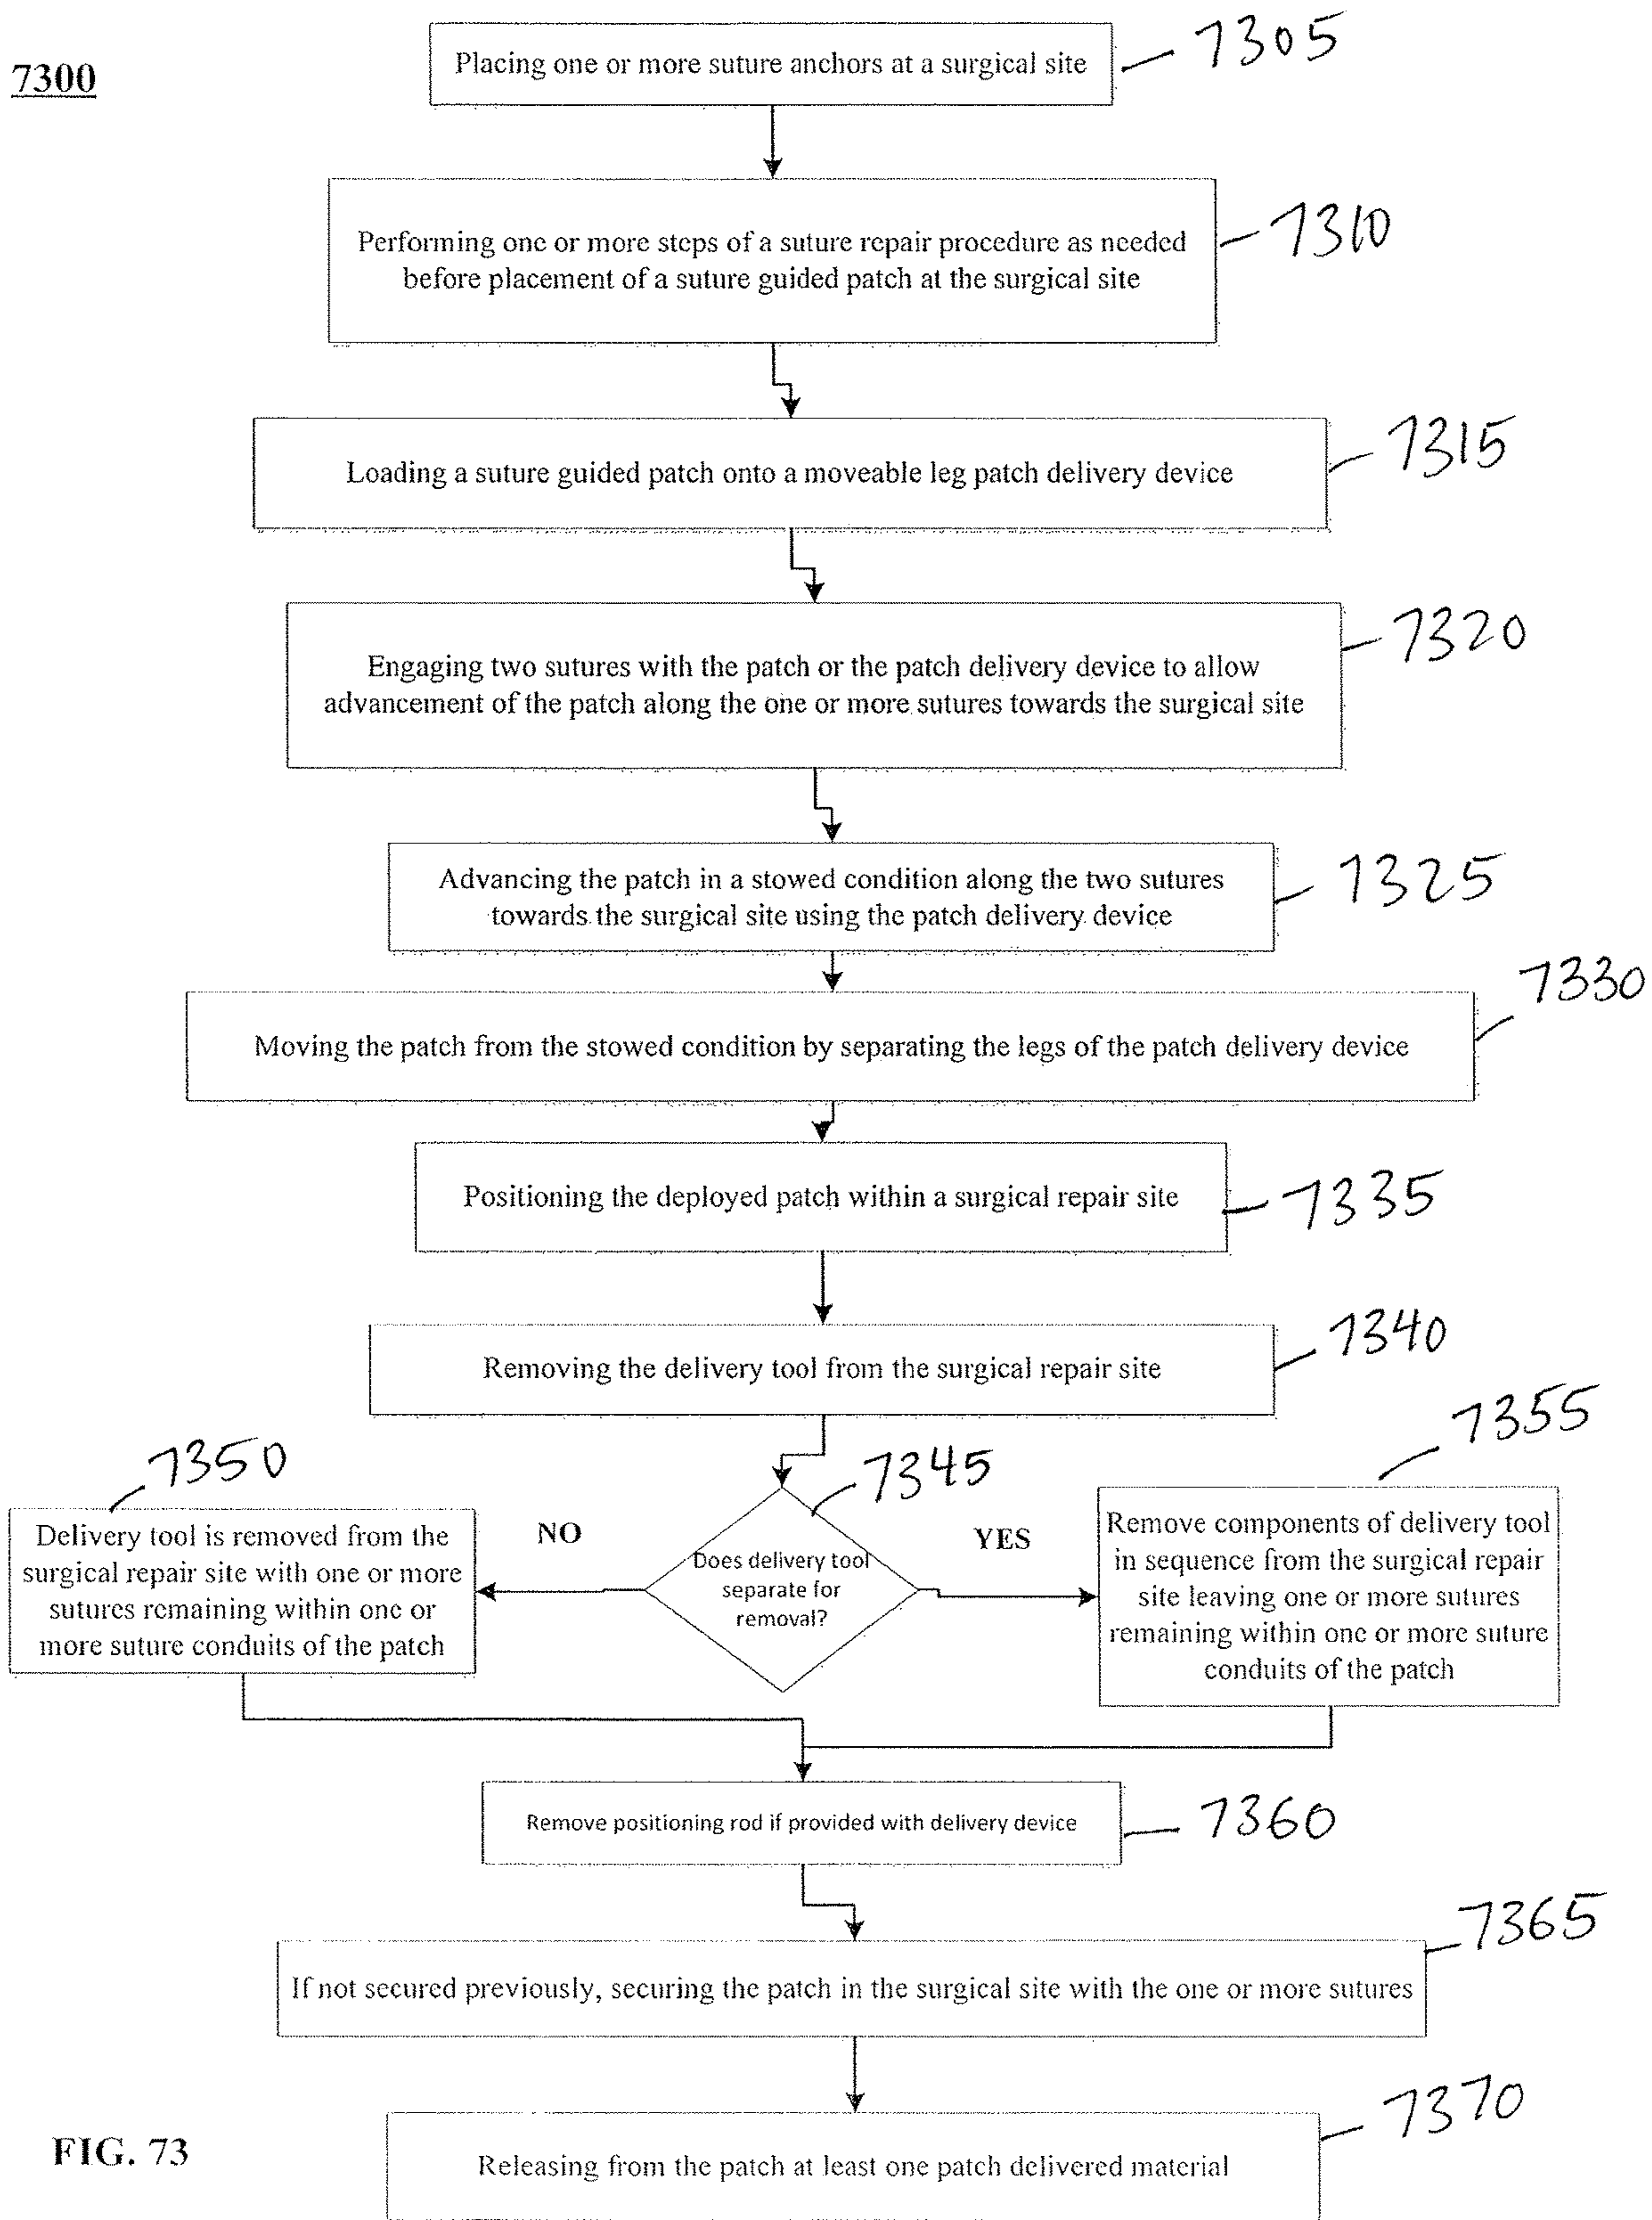 7300
Placing one or more suture anchors at a surgical site
7305
Performing one or more steps of a suture repair procedure as needed
before placement of a suture guided patch at the surgical site
7310
Loading a suture guided patch onto a moveable leg patch delivery device
7315
Engaging two sutures with the patch or the patch delivery device to allow
advancement of the patch along the one or more sutures towards the surgical site
7320
Advancing the patch in a stowed condition along the two sutures
towards the surgical site using the patch delivery device
7325
Moving the patch from the stowed condition by separating the legs of the patch delivery device
7330
Positioning the deployed patch within a surgical repair site
7335
Removing the delivery tool from the surgical repair site
7340
7345
Does delivery tool
separate for
removal?
NO
YES
7350
Delivery tool is removed from the
surgical repair site with one or more
sutures remaining within one or
more suture conduits of the patch
7355
Remove components of delivery tool
in sequence from the surgical repair
site leaving one or more sutures
remaining within one or more suture
conduits of the patch
Remove positioning rod if provided with delivery device
7360
If not secured previously, securing the patch in the surgical site with the one or more sutures
7365
Releasing from the patch at least one patch delivered material
7370
FIG. 73